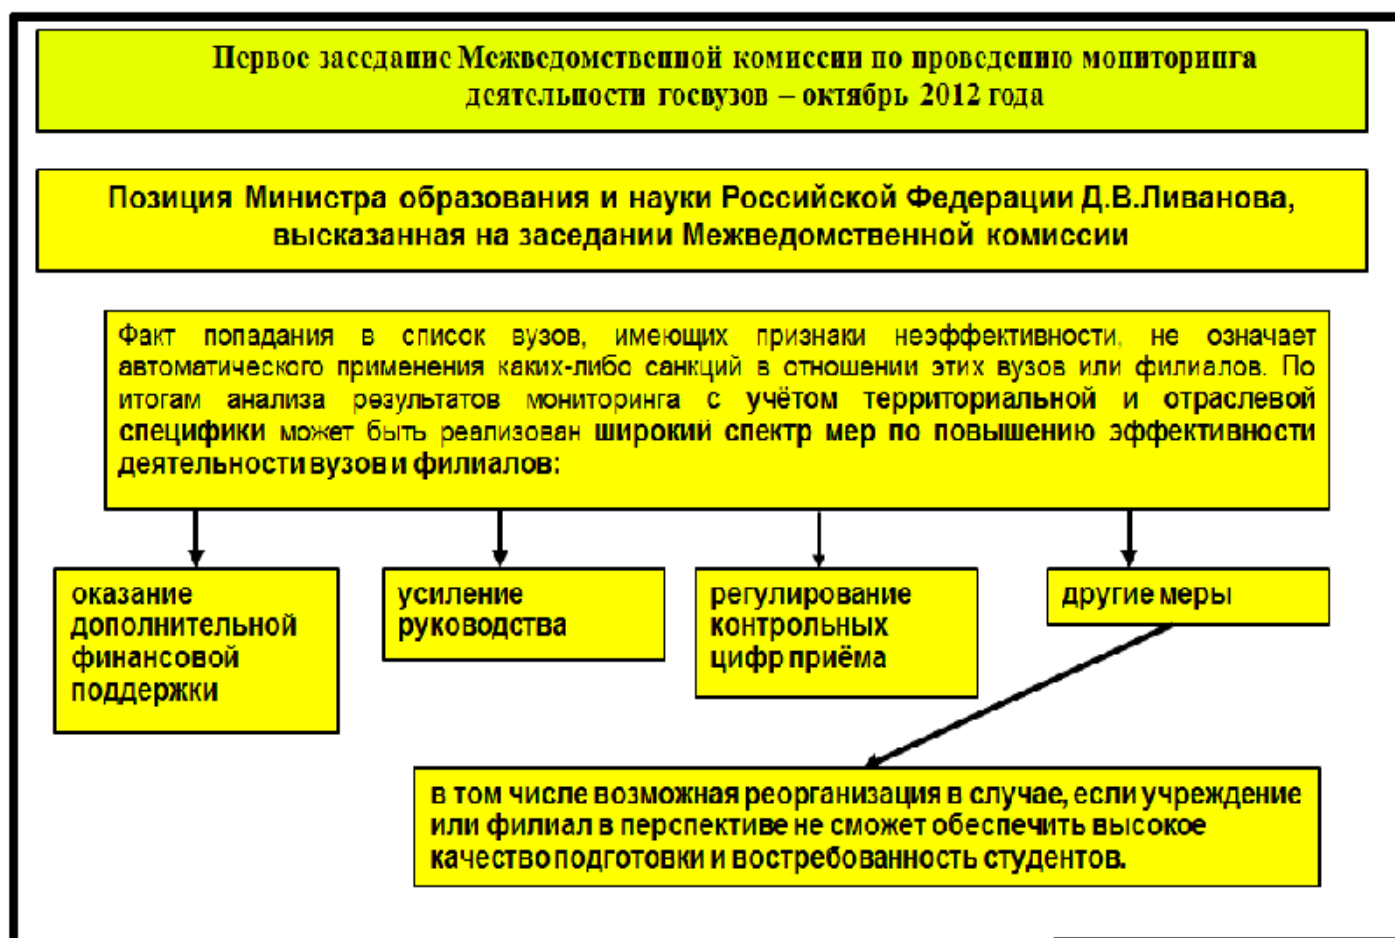 Первое заседание Межведомственной комиссии по проведению мониторинга
деятельности госвузов – октябрь 2012 года
Позиция Министра образования и науки Российской Федерации Д.В.Ливанова,
высказанная на заседании Межведомственной комиссии
Факт попадания в список вузов, имеющих признаки неэффективности, не означает
автоматического применения каких-либо санкций в отношении этих вузов или филиалов. По
итогам анализа результатов мониторинга с учётом территориальной и отраслевой
специфики может быть реализован широкий спектр мер по повышению эффективности
деятельности вузов и филиалов:
оказание
дополнительной
финансовой
поддержки
усиление
руководства
регулирование
контрольных
цифр приёма
другие меры
в том числе возможная реорганизация в случае, если учреждение
или филиал в перспективе не сможет обеспечить высокое
качество подготовки и востребованность студентов.